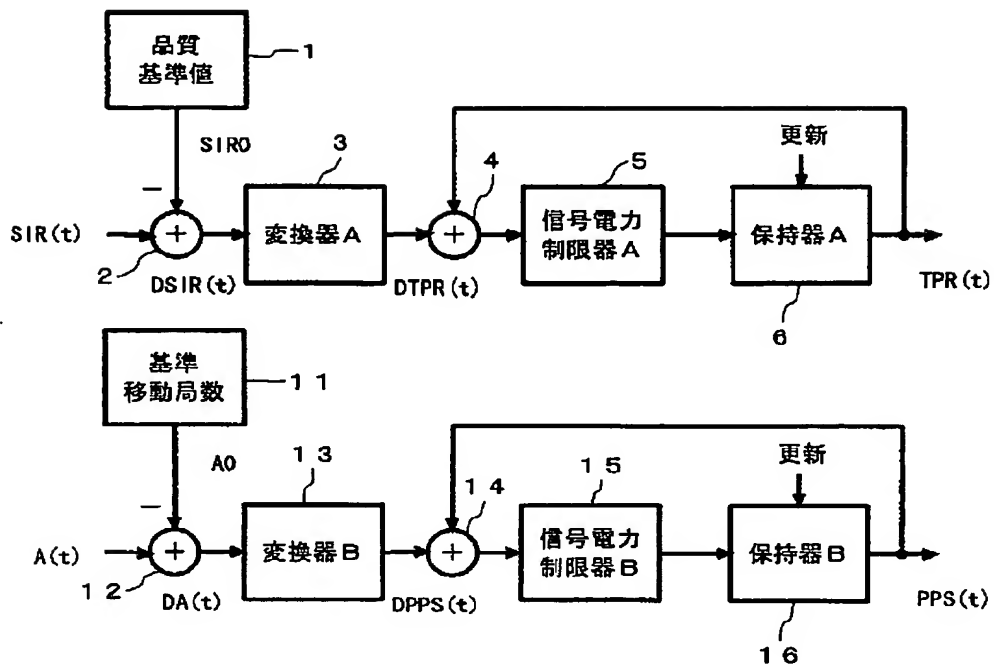 品質
基準値
1
SIR0
3
4
5
更新
−
SIR(t)
+
変換器A
+
信号電力
制限器A
保持器A
2
DSIR(t)
DTPR(t)
TPR(t)
6
基準
移動局数
11
A0
13
14
15
更新
−
A(t)
+
変換器B
+
信号電力
制限器B
保持器B
12
DA(t)
DPPS(t)
PPS(t)
16